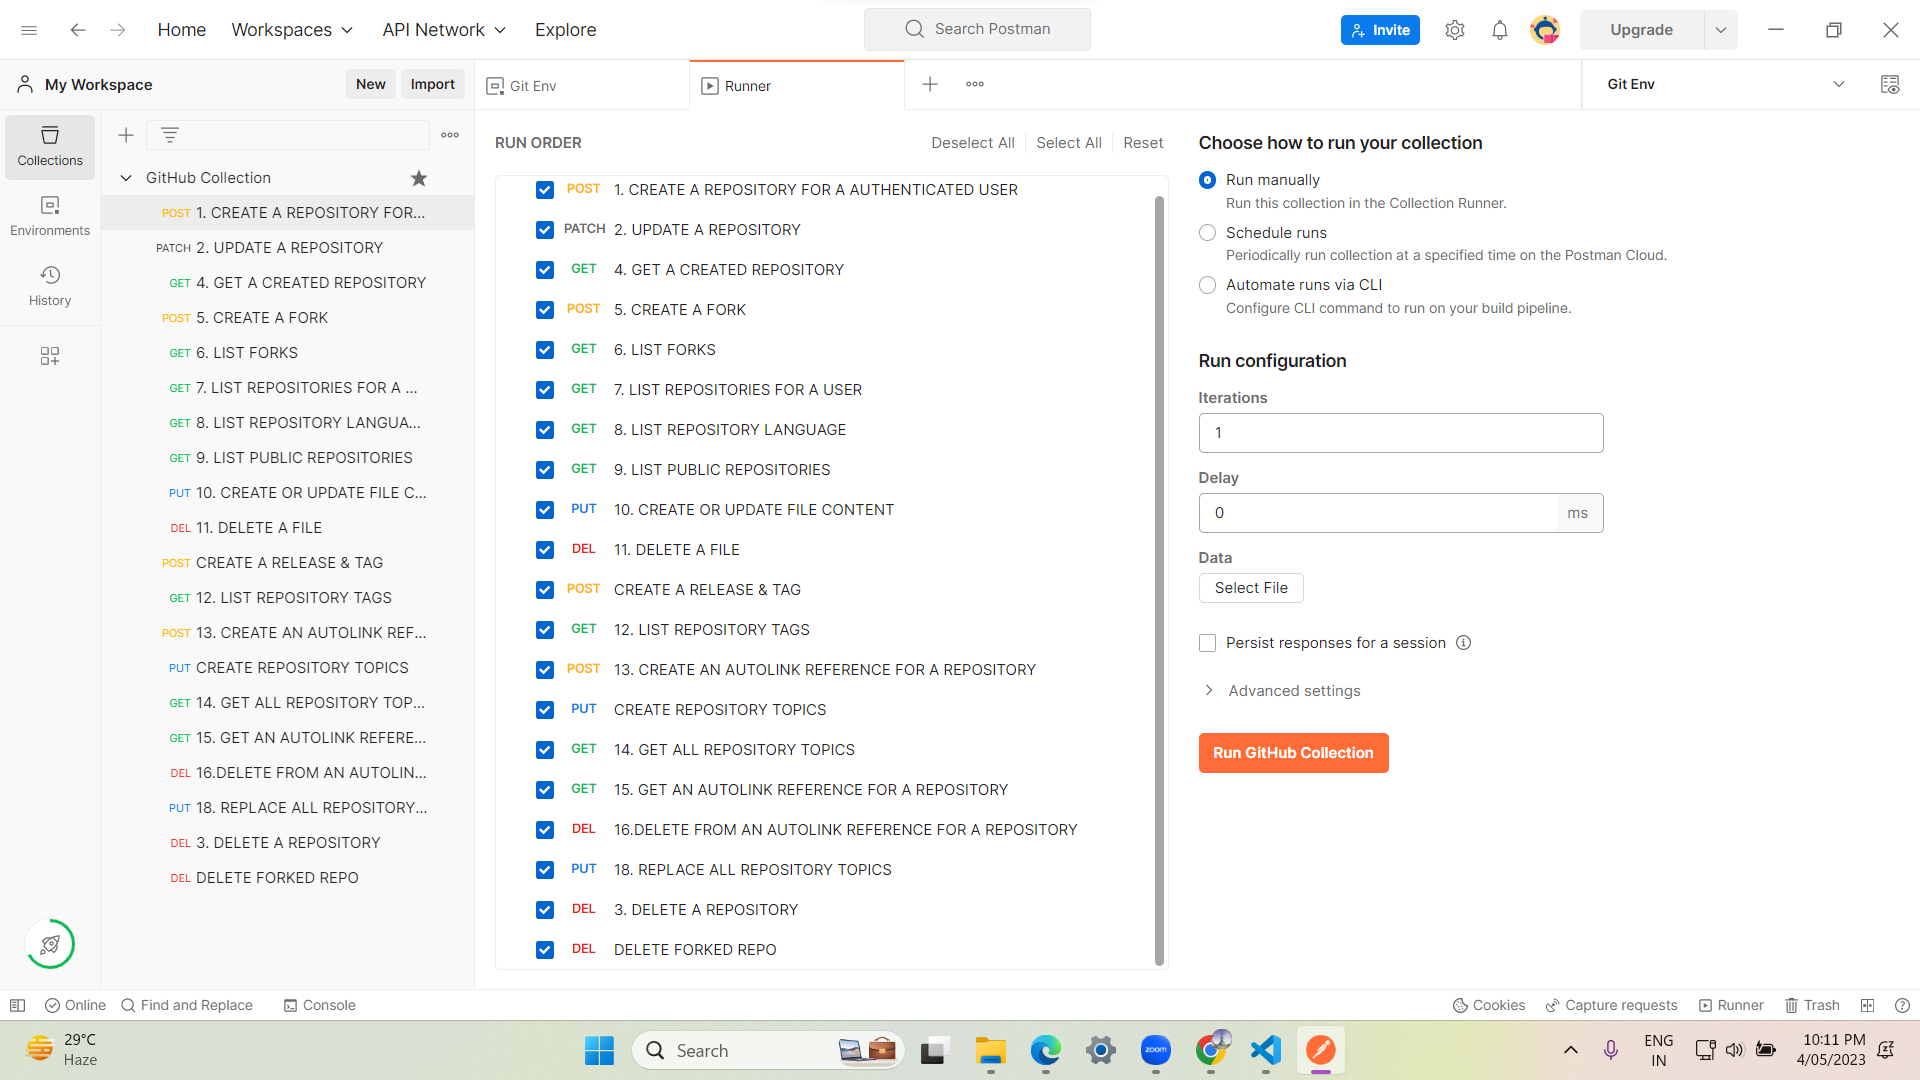 Home
Workspaces
API Network
Explore
Search Postman
Invite
Upgrade
My Workspace
New
Import
Git Env
Runner
Git Env
Collections
Environments
History
GitHub Collection
POST 1. CREATE A REPOSITORY FOR...
PATCH 2. UPDATE A REPOSITORY
GET 4. GET A CREATED REPOSITORY
POST 5. CREATE A FORK
GET 6. LIST FORKS
GET 7. LIST REPOSITORIES FOR A ...
GET 8. LIST REPOSITORY LANGUA...
GET 9. LIST PUBLIC REPOSITORIES
PUT 10. CREATE OR UPDATE FILE C...
DEL 11. DELETE A FILE
POST CREATE A RELEASE & TAG
GET 12. LIST REPOSITORY TAGS
POST 13. CREATE AN AUTOLINK REF...
PUT CREATE REPOSITORY TOPICS
GET 14. GET ALL REPOSITORY TOP...
GET 15. GET AN AUTOLINK REFERE...
DEL 16.DELETE FROM AN AUTOLIN...
PUT 18. REPLACE ALL REPOSITORY...
DEL 3. DELETE A REPOSITORY
DEL DELETE FORKED REPO
RUN ORDER
Deselect All
Select All
Reset
POST 1. CREATE A REPOSITORY FOR A AUTHENTICATED USER
PATCH 2. UPDATE A REPOSITORY
GET 4. GET A CREATED REPOSITORY
POST 5. CREATE A FORK
GET 6. LIST FORKS
GET 7. LIST REPOSITORIES FOR A USER
GET 8. LIST REPOSITORY LANGUAGE
GET 9. LIST PUBLIC REPOSITORIES
PUT 10. CREATE OR UPDATE FILE CONTENT
DEL 11. DELETE A FILE
POST CREATE A RELEASE & TAG
GET 12. LIST REPOSITORY TAGS
POST 13. CREATE AN AUTOLINK REFERENCE FOR A REPOSITORY
PUT CREATE REPOSITORY TOPICS
GET 14. GET ALL REPOSITORY TOPICS
GET 15. GET AN AUTOLINK REFERENCE FOR A REPOSITORY
DEL 16.DELETE FROM AN AUTOLINK REFERENCE FOR A REPOSITORY
PUT 18. REPLACE ALL REPOSITORY TOPICS
DEL 3. DELETE A REPOSITORY
DEL DELETE FORKED REPO
Choose how to run your collection
Run manually
Run this collection in the Collection Runner.
Schedule runs
Periodically run collection at a specified time on the Postman Cloud.
Automate runs via CLI
Configure CLI command to run on your build pipeline.
Run configuration
Iterations
1
Delay
0 ms
Data
Select File
Persist responses for a session
Advanced settings
Run GitHub Collection
Online
Find and Replace
Console
Cookies
Capture requests
Runner
Trash
29°C
Haze
Search
zoom
ENG
IN
10:11 PM
4/05/2023